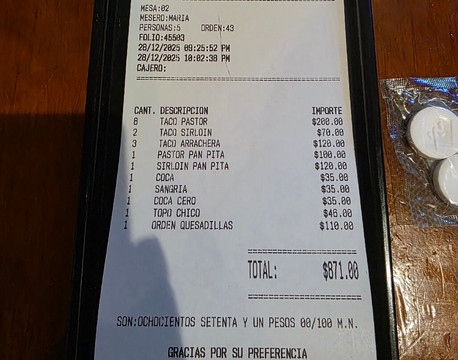 MESA:02
MESERO:MARIA
PERSONAS:5 ORDEN:43
FOLIO:45503
28/12/2025 09:25:52 PM
28/12/2025 10:02:38 PM
CAJERO:
CANT. DESCRIPCION IMPORTE
8 TACO PASTOR $200.00
2 TACO SIRLOIN $70.00
3 TACO ARRACHERA $120.00
1 PASTOR PAN PITA $100.00
1 SIRLOIN PAN PITA $120.00
1 COCA $35.00
1 SANGRIA $35.00
1 COCA CERO $35.00
1 TOPO CHICO $46.00
1 ORDEN QUESADILLAS $110.00
TOTAL: $871.00
SON:OCHOCIENTOS SETENTA Y UN PESOS 00/100 M.N.
GRACIAS POR SU PREFERENCIA